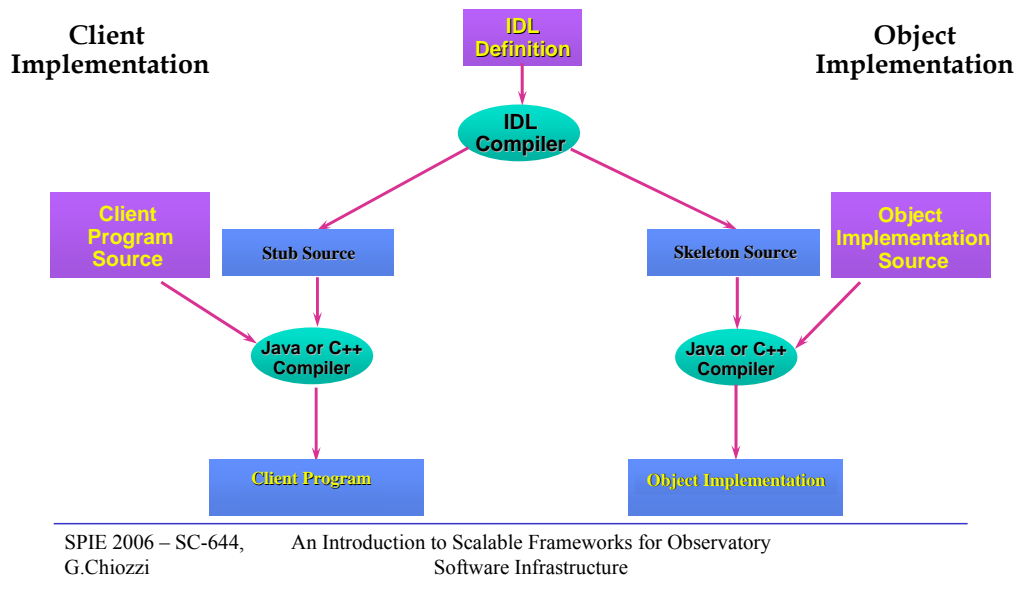 Client
Implementation
IDL
Definition
Object
Implementation
IDL
Compiler
Client
Program
Source
Stub Source
Skeleton Source
Object
Implementation
Source
Java or C++
Compiler
Java or C++
Compiler
Client Program
Object Implementation
SPIE 2006 – SC-644,
G.Chiozzi
An Introduction to Scalable Frameworks for Observatory
Software Infrastructure